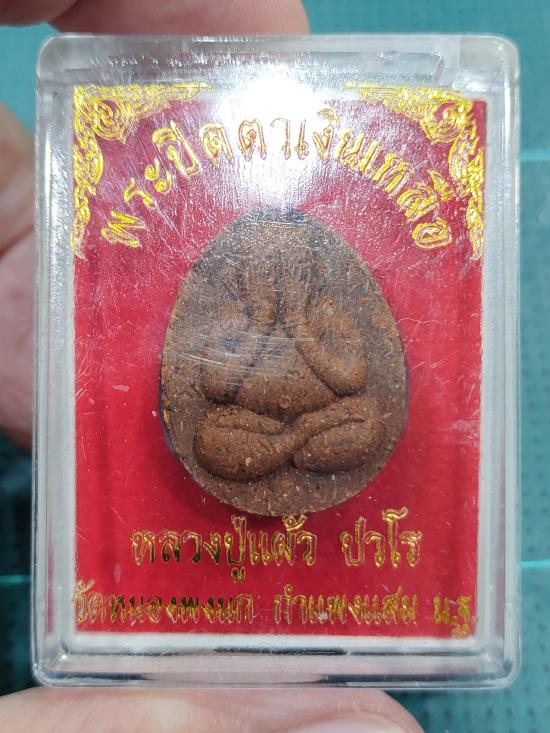 พระปิดตาเงินเหลือ
หลวงปู่แผ้ว ปวโร
วัดหนองพงนก กำแพงแสน น.ฐ.